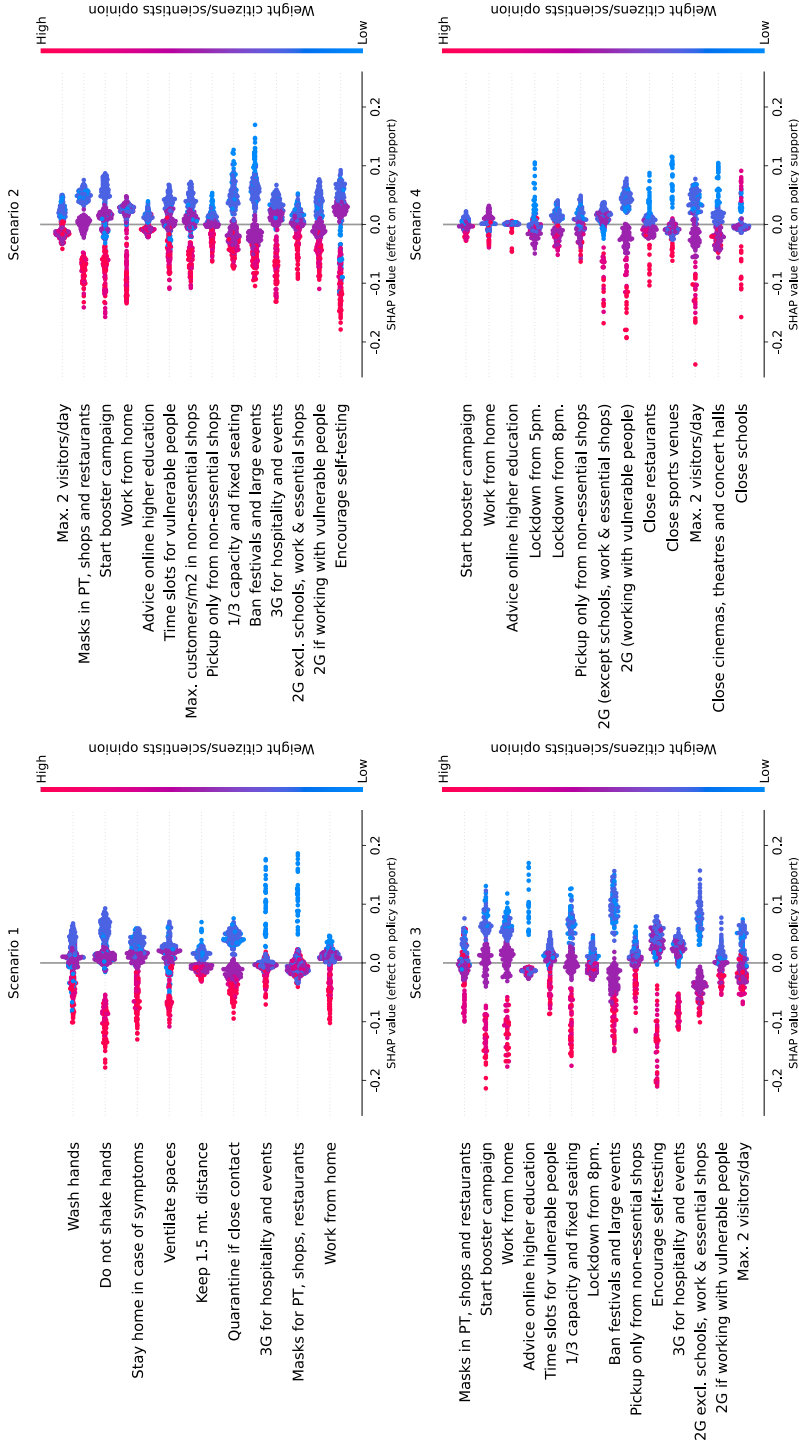 Scenario 1
Wash hands
Do not shake hands
Stay home in case of symptoms
Ventilate spaces
Keep 1.5 mt. distance
Quarantine if close contact
3G for hospitality and events
Masks for PT, shops, restaurants
Work from home
-0.2 -0.1 0.0 0.1 0.2
SHAP value (effect on policy support)
High
Low
Weight citizens/scientists opinion
Scenario 2
Max. 2 visitors/day
Masks in PT, shops and restaurants
Start booster campaign
Work from home
Advice online higher education
Time slots for vulnerable people
Max. customers/m2 in non-essential shops
Pickup only from non-essential shops
1/3 capacity and fixed seating
Ban festivals and large events
3G for hospitality and events
2G excl. schools, work & essential shops
2G if working with vulnerable people
Encourage self-testing
-0.2 -0.1 0.0 0.1 0.2
SHAP value (effect on policy support)
High
Low
Weight citizens/scientists opinion
Scenario 3
Masks in PT, shops and restaurants
Start booster campaign
Work from home
Advice online higher education
Time slots for vulnerable people
1/3 capacity and fixed seating
Lockdown from 8pm.
Ban festivals and large events
Pickup only from non-essential shops
Encourage self-testing
3G for hospitality and events
2G excl. schools, work & essential shops
2G if working with vulnerable people
Max. 2 visitors/day
-0.2 -0.1 0.0 0.1 0.2
SHAP value (effect on policy support)
High
Low
Weight citizens/scientists opinion
Scenario 4
Start booster campaign
Work from home
Advice online higher education
Lockdown from 5pm.
Lockdown from 8pm.
Pickup only from non-essential shops
2G (except schools, work & essential shops)
2G (working with vulnerable people)
Close restaurants
Close sports venues
Max. 2 visitors/day
Close cinemas, theatres and concert halls
Close schools
-0.2 -0.1 0.0 0.1 0.2
SHAP value (effect on policy support)
High
Low
Weight citizens/scientists opinion